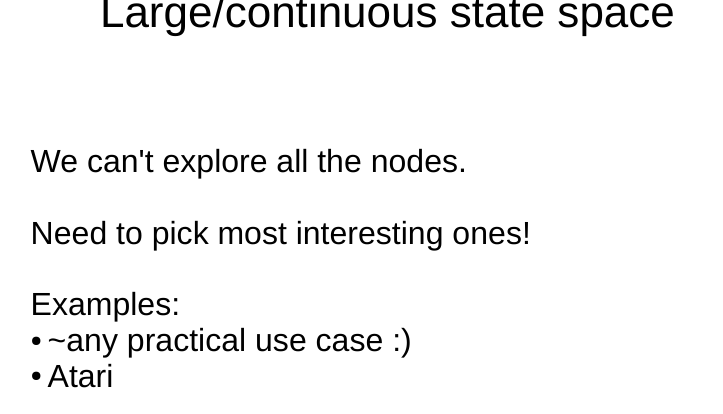 Large/continuous state space
We can't explore all the nodes.
Need to pick most interesting ones!
Examples:
• ~any practical use case :)
• Atari